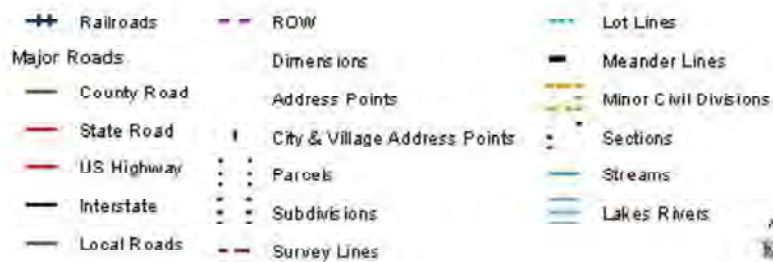 Railroads
Major Roads
County Road
State Road
US Highway
Interstate
Local Roads
ROW
Dimensions
Address Points
City & Village Address Points
Parcels
Subdivisions
Survey Lines
Lot Lines
Meander Lines
Minor Civil Divisions
Sections
Streams
Lakes Rivers